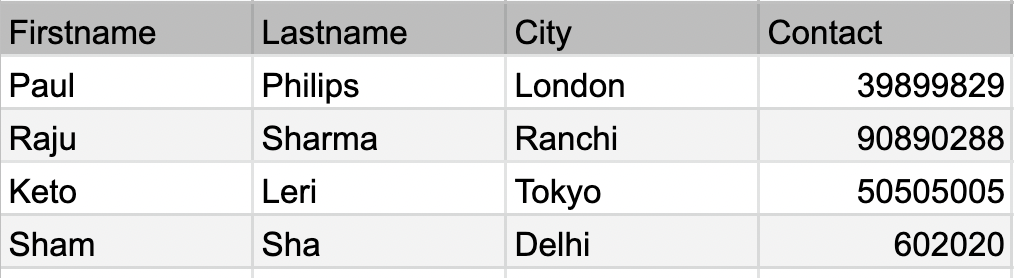 Firstname Lastname City Contact
Paul Philips London 39899829
Raju Sharma Ranchi 90890288
Keto Leri Tokyo 50505005
Sham Sha Delhi 602020